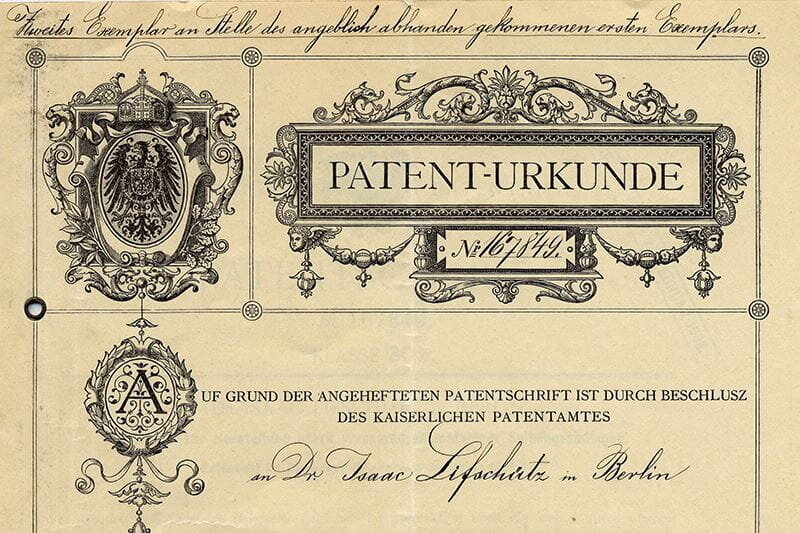 Zweites Exemplar an Stelle des angeblich abhanden gekommenen ersten Exemplars.
PATENT-URKUNDE
№ 167849.
AUF GRUND DER ANGEHEFTETEN PATENTSCHRIFT IST DURCH BESCHLUSZ
DES KAISERLICHEN PATENTAMTES
an Dr. Isaac Lifschütz in Berlin